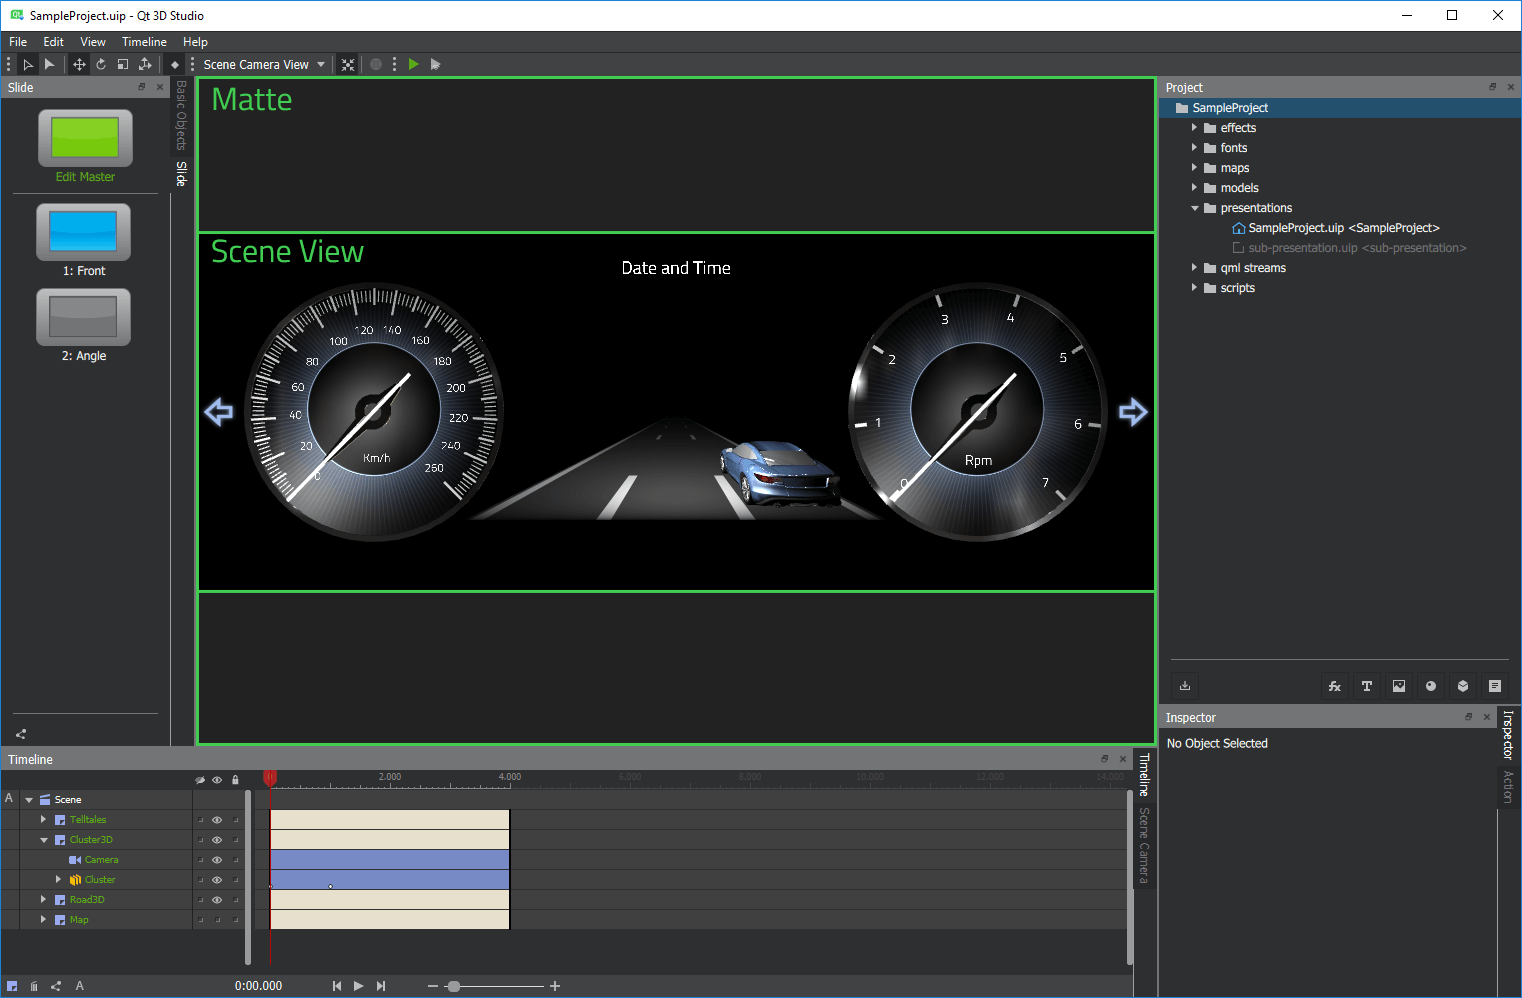 SampleProject.uip - Qt 3D Studio
File Edit View Timeline Help
Scene Camera View
Slide
Edit Master
1: Front
2: Angle
Basic Objects
Slide
Matte
Scene View
Date and Time
0 20 40 60 80 100 120 140 160 180 200 220 240 260
Km/h
0 1 2 3 4 5 6 7
Rpm
Project
SampleProject
effects
fonts
maps
models
presentations
SampleProject.uip <SampleProject>
sub-presentation.uip <sub-presentation>
qml streams
scripts
Inspector
No Object Selected
Inspector
Action
Timeline
0 2.000 4.000 6.000 8.000 10.000 12.000 14.000
A Scene
Telltales
Cluster3D
Camera
Cluster
Road3D
Map
Timeline
Scene Camera
A 0:00.000